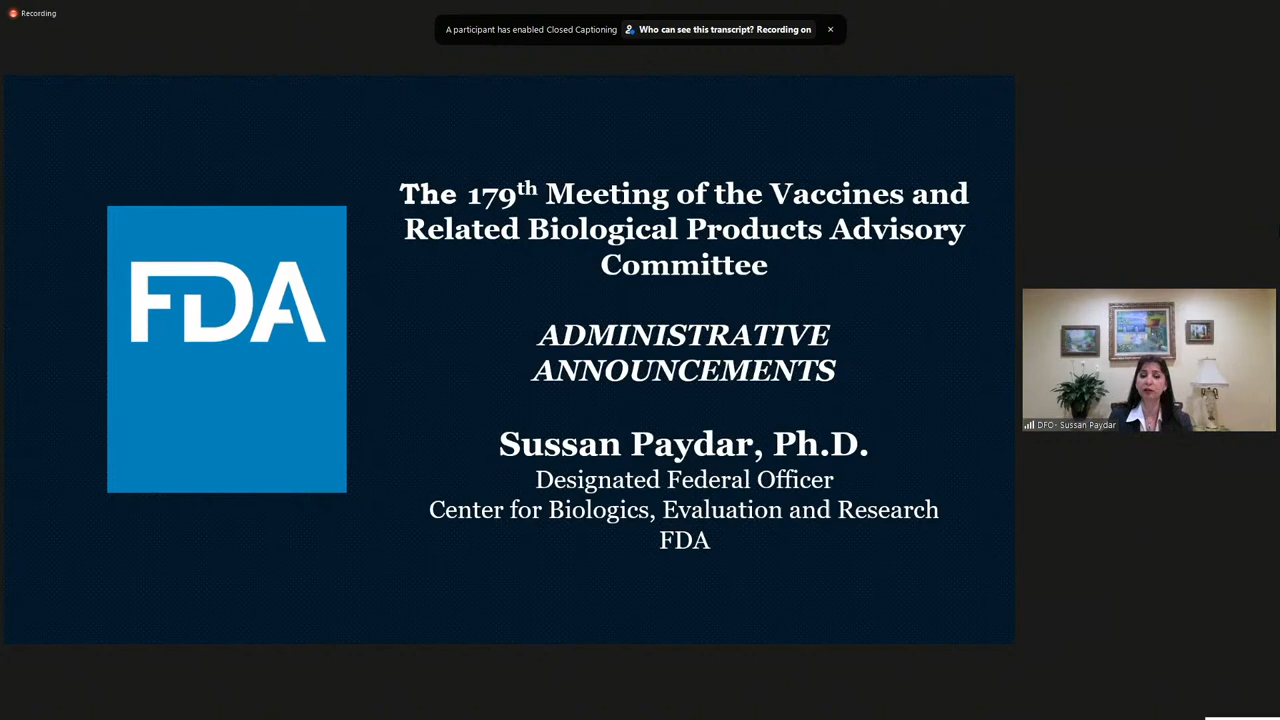 Recording
A participant has enabled Closed Captioning Who can see this transcript? Recording on ×
The 179th Meeting of the Vaccines and
Related Biological Products Advisory
Committee
FDA
ADMINISTRATIVE
ANNOUNCEMENTS
Sussan Paydar, Ph.D.
Designated Federal Officer
Center for Biologics, Evaluation and Research
FDA
DFO- Sussan Paydar